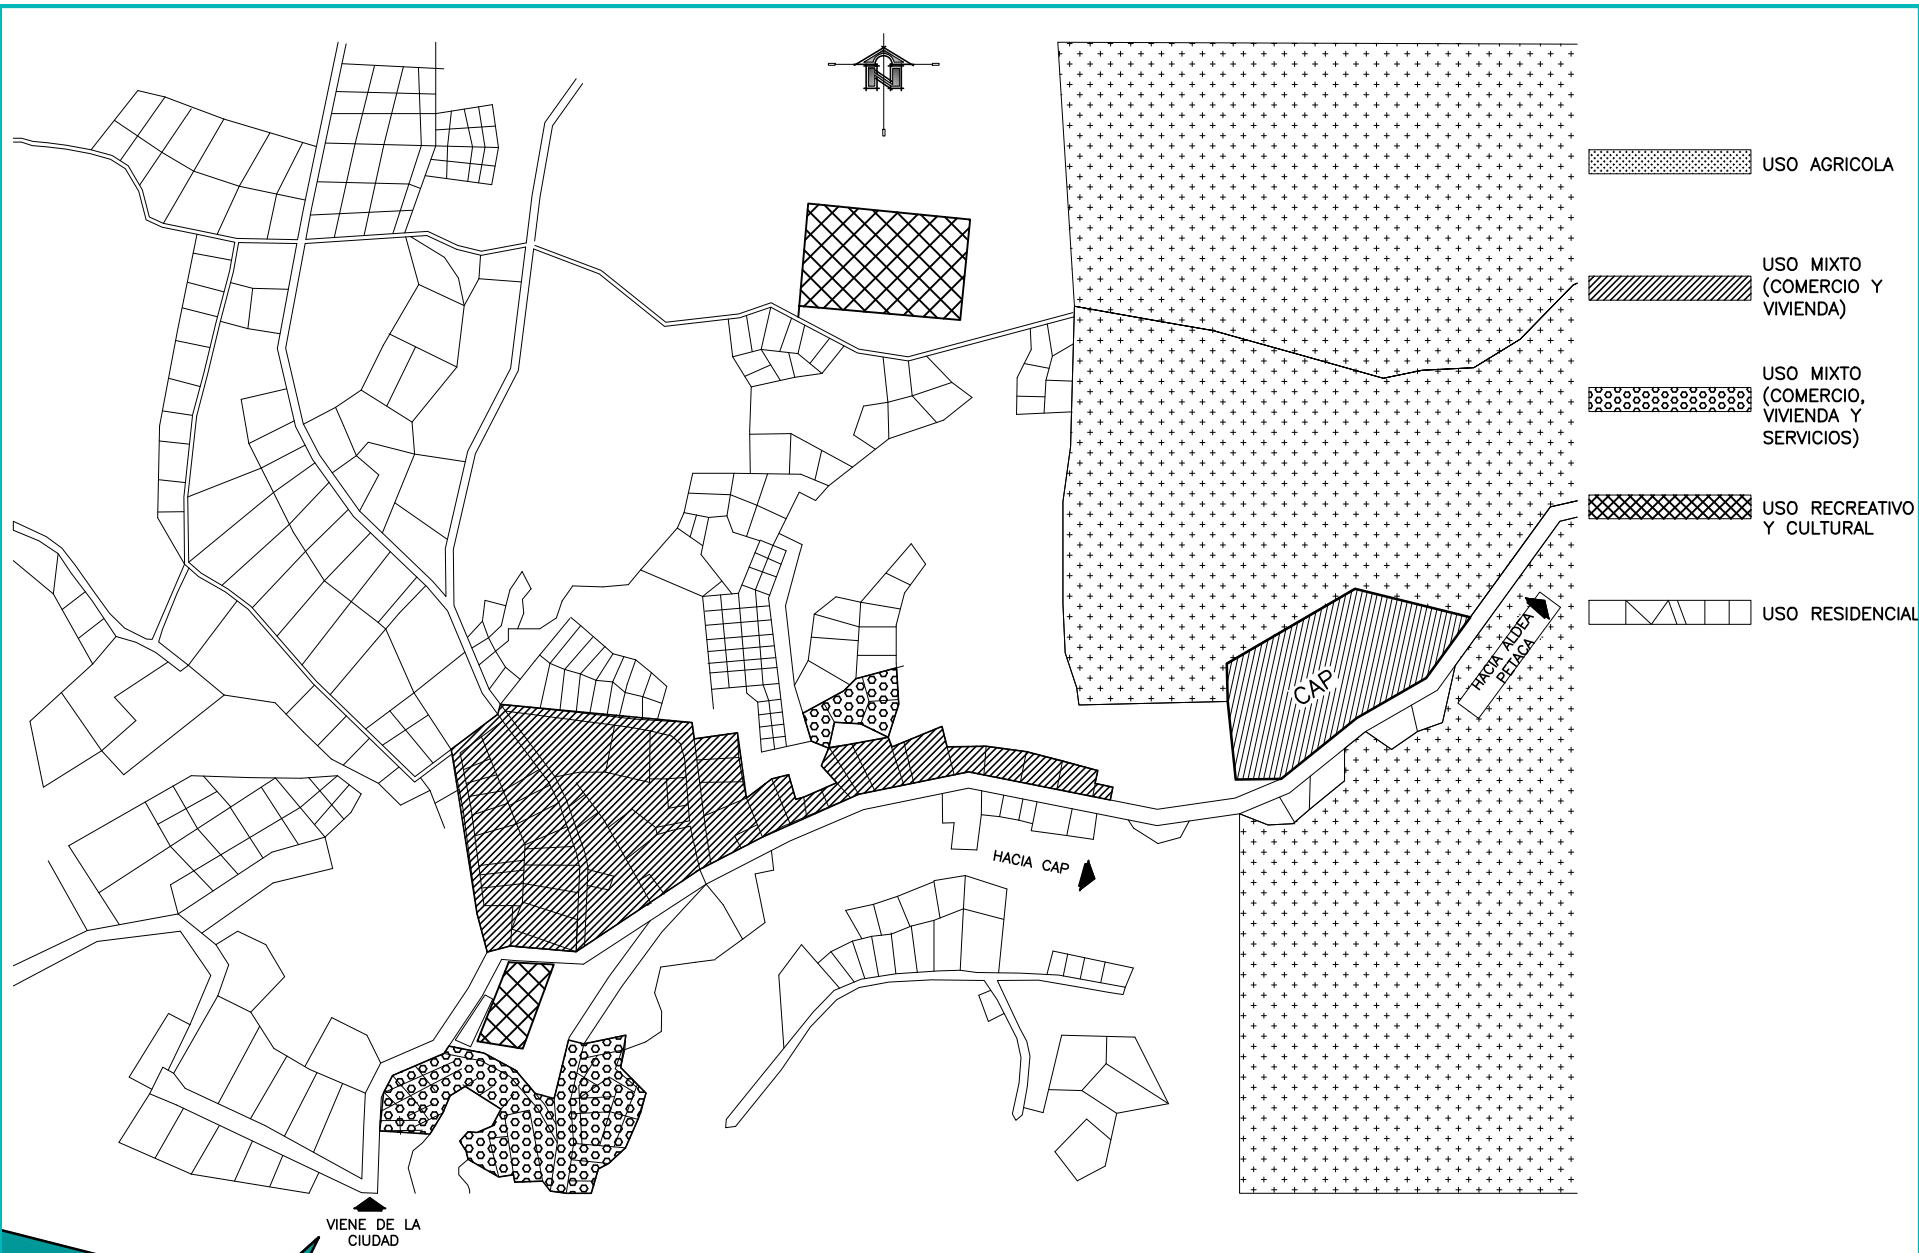 N
USO AGRICOLA
USO MIXTO
(COMERCIO Y
VIVIENDA)
USO MIXTO
(COMERCIO,
VIVIENDA Y
SERVICIOS)
USO RECREATIVO
Y CULTURAL
USO RESIDENCIAL
HACIA ALDEA
PETACA
CAP
HACIA CAP
VIENE DE LA
CIUDAD